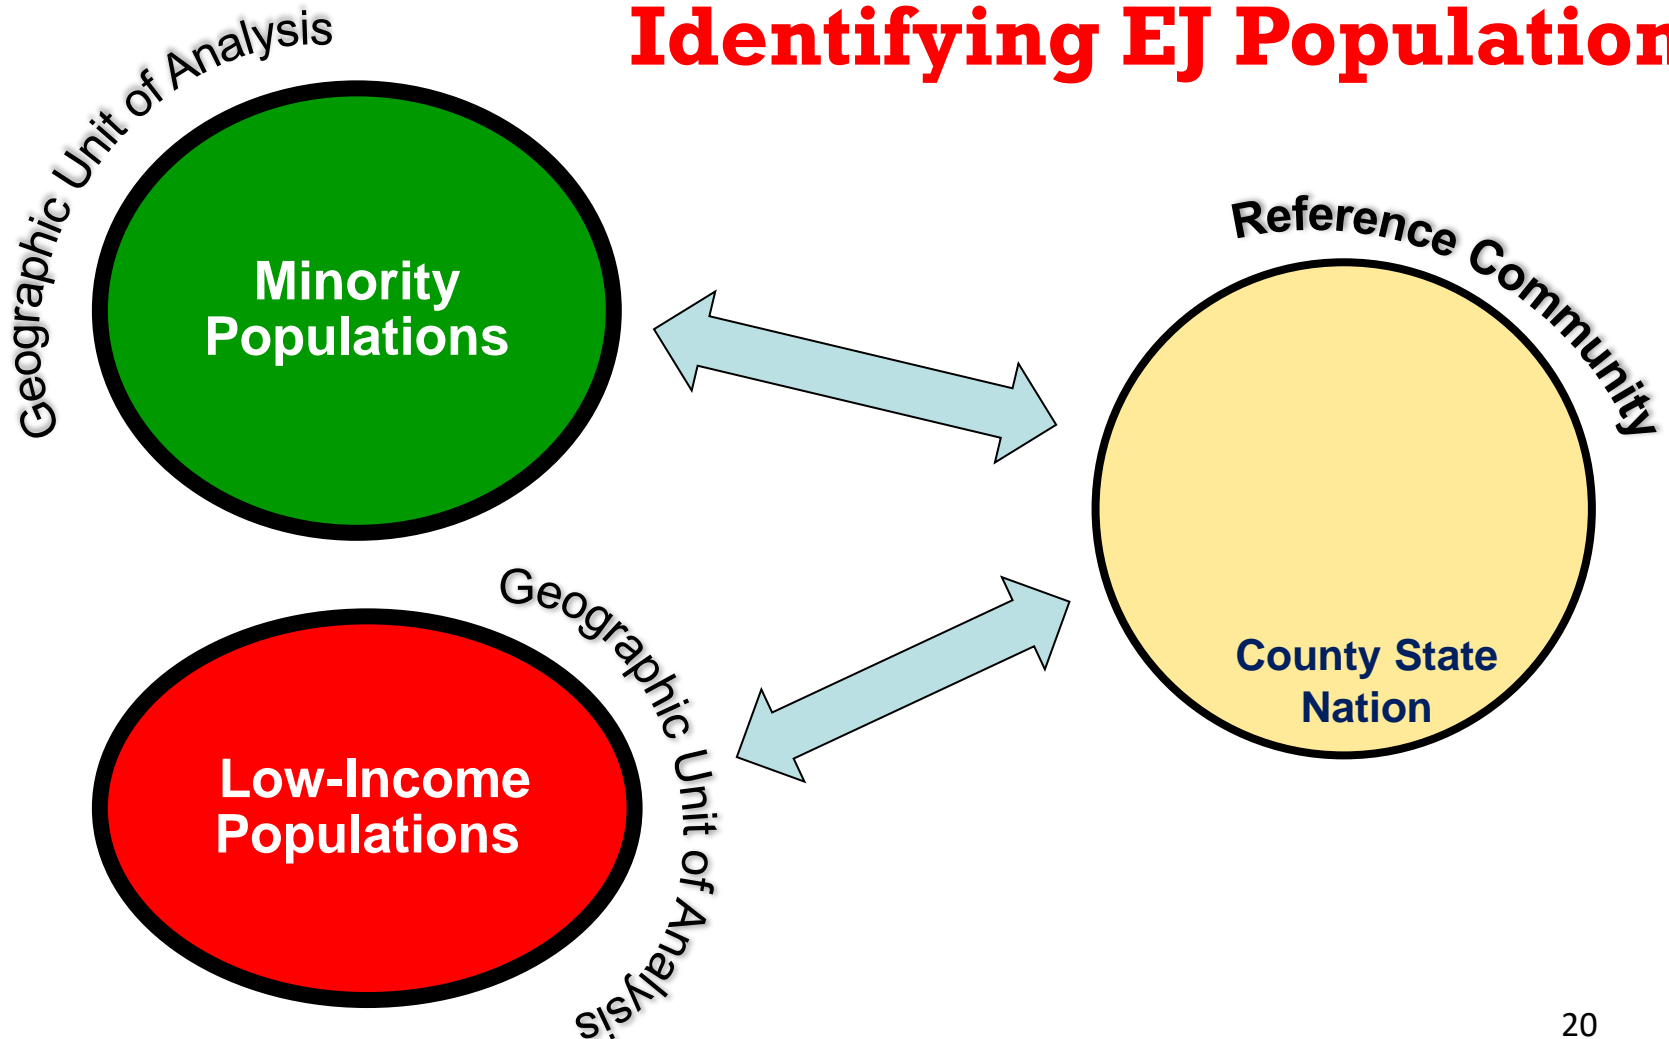 Identifying EJ Population
Geographic Unit of Analysis
Minority
Populations
Reference Community
County State
Nation
Geographic Unit of Analysis
Low-Income
Populations
20